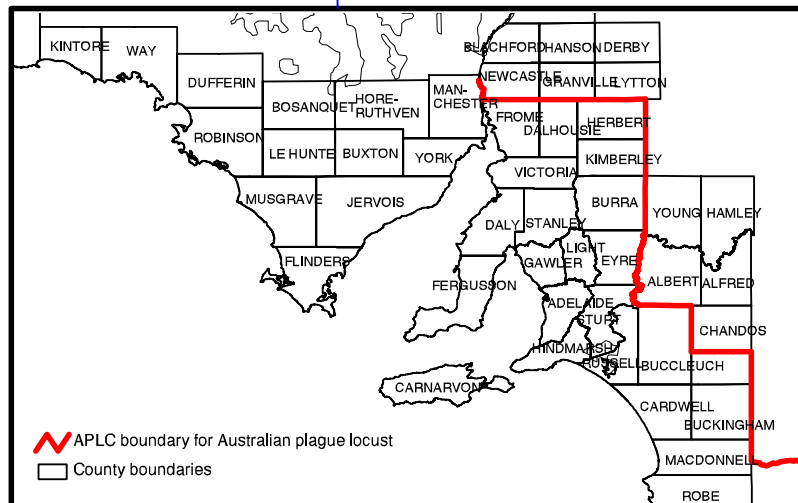 KINTORE
WAY
BLACHFORD
HANSON
DERBY
DUFFERIN
NEWCASTLE
GRANVILLE
LYTTON
BOSANQUET
HORE-
RUTHVEN
MAN-
CHESTER
FROME
DALHOUSIE
HERBERT
ROBINSON
LE HUNTE
BUXTON
YORK
KIMBERLEY
VICTORIA
MUSGRAVE
JERVOIS
BURRA
YOUNG
HAMLEY
DALY
STANLEY
FLINDERS
LIGHT
GAWLER
EYRE
FERGUSSON
ALBERT
ALFRED
ADELAIDE
STURT
CHANDOS
HINDMARSH
RUSSELL
BUCCLEUCH
CARNARVON
CARDWELL
BUCKINGHAM
APLC boundary for Australian plague locust
County boundaries
MACDONNELL
ROBE